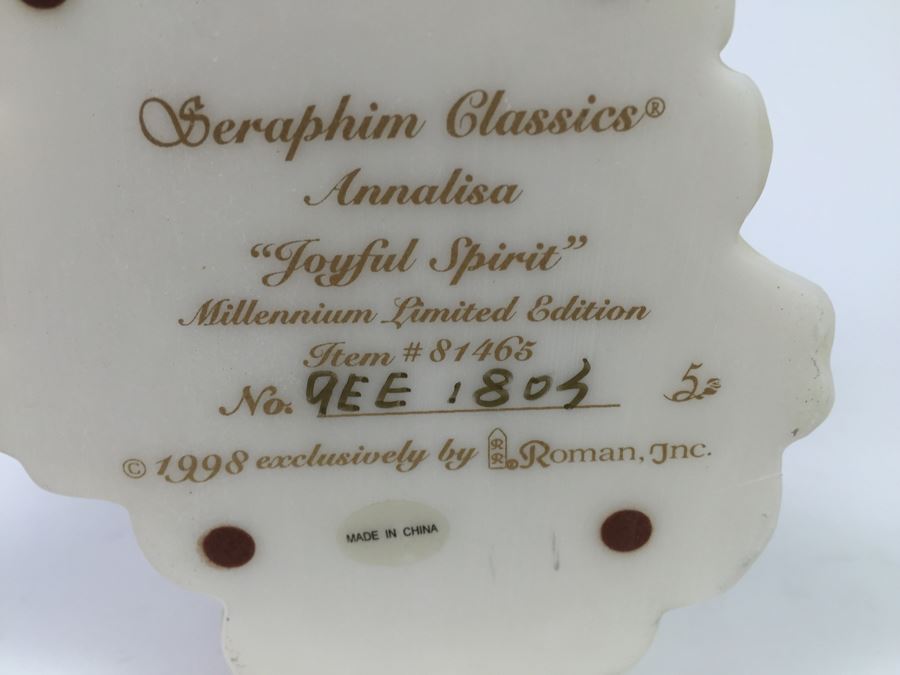 Seraphim Classics®
Annalisa
“Joyful Spirit”
Millennium Limited Edition
Item # 81465
No. 9EE 1803
© 1998 exclusively by RR ® Roman, Inc.
MADE IN CHINA